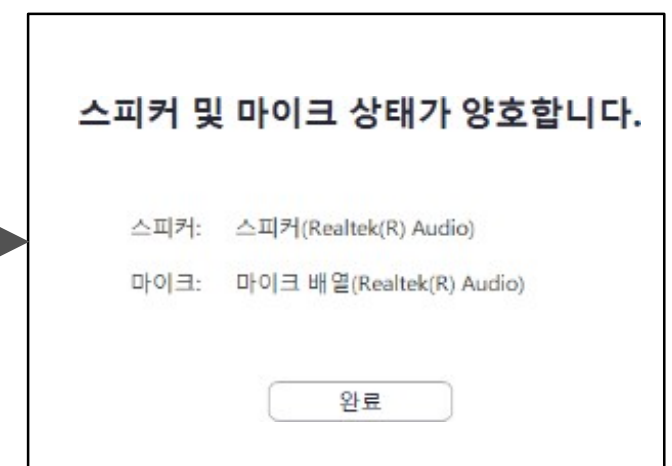 스피커 및 마이크 상태가 양호합니다.
스피커: 스피커(Realtek(R) Audio)
마이크: 마이크 배열(Realtek(R) Audio)
완료